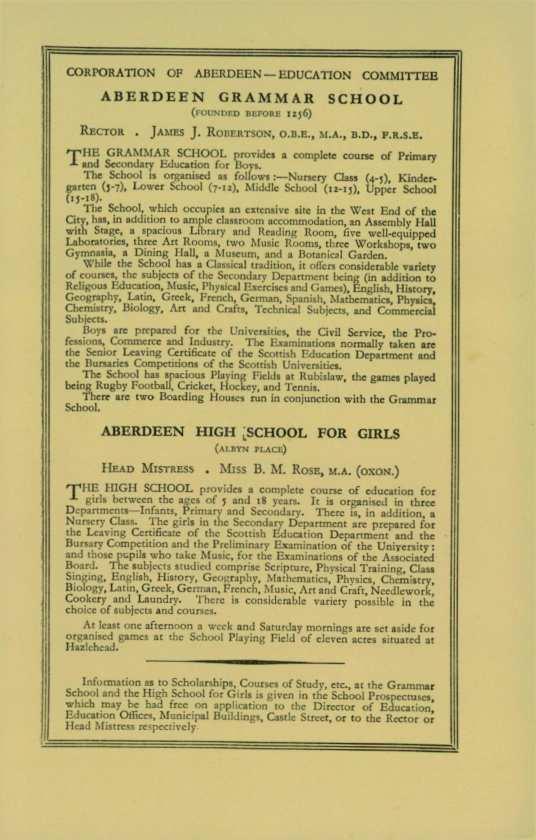 CORPORATION OF ABERDEEN—EDUCATION COMMITTEE
ABERDEEN GRAMMAR SCHOOL
(FOUNDED BEFORE 1256)
RECTOR . JAMES J. ROBERTSON, O.B.E., M.A., B.D., F.R.S.E.
THE GRAMMAR SCHOOL provides a complete course of Primary
and Secondary Education for Boys.
The School is organised as follows :—Nursery Class (4-5), Kinder-
garten (5-7), Lower School (7-12), Middle School (12-15), Upper School
(15-18).
The School, which occupies an extensive site in the West End of the
City, has, in addition to ample classroom accommodation, an Assembly Hall
with Stage, a spacious Library and Reading Room, five well-equipped
Laboratories, three Art Rooms, two Music Rooms, three Workshops, two
Gymnasia, a Dining Hall, a Museum, and a Botanical Garden.
While the School has a Classical tradition, it offers considerable variety
of courses, the subjects of the Secondary Department being (in addition to
Religous Education, Music, Physical Exercises and Games), English, History,
Geography, Latin, Greek, French, German, Spanish, Mathematics, Physics,
Chemistry, Biology, Art and Crafts, Technical Subjects, and Commercial
Subjects.
Boys are prepared for the Universities, the Civil Service, the Pro-
fessions, Commerce and Industry. The Examinations normally taken are
the Senior Leaving Certificate of the Scottish Education Department and
the Bursaries Competitions of the Scottish Universities.
The School has spacious Playing Fields at Rubislaw, the games played
being Rugby Football, Cricket, Hockey, and Tennis.
There are two Boarding Houses run in conjunction with the Grammar
School.
ABERDEEN HIGH SCHOOL FOR GIRLS
(ALBYN PLACE)
HEAD MISTRESS . MISS B. M. ROSE, M.A. (OXON.)
THE HIGH SCHOOL provides a complete course of education for
girls between the ages of 5 and 18 years. It is organised in three
Departments—Infants, Primary and Secondary. There is, in addition, a
Nursery Class. The girls in the Secondary Department are prepared for
the Leaving Certificate of the Scottish Education Department and the
Bursary Competition and the Preliminary Examination of the University :
and those pupils who take Music, for the Examinations of the Associated
Board. The subjects studied comprise Scripture, Physical Training, Class
Singing, English, History, Geography, Mathematics, Physics, Chemistry,
Biology, Latin, Greek, German, French, Music, Art and Craft, Needlework,
Cookery and Laundry. There is considerable variety possible in the
choice of subjects and courses.
At least one afternoon a week and Saturday mornings are set aside for
organised games at the School Playing Field of eleven acres situated at
Hazlehead.
Information as to Scholarships, Courses of Study, etc., at the Grammar
School and the High School for Girls is given in the School Prospectuses,
which may be had free on application to the Director of Education,
Education Offices, Municipal Buildings, Castle Street, or to the Rector or
Head Mistress respectively